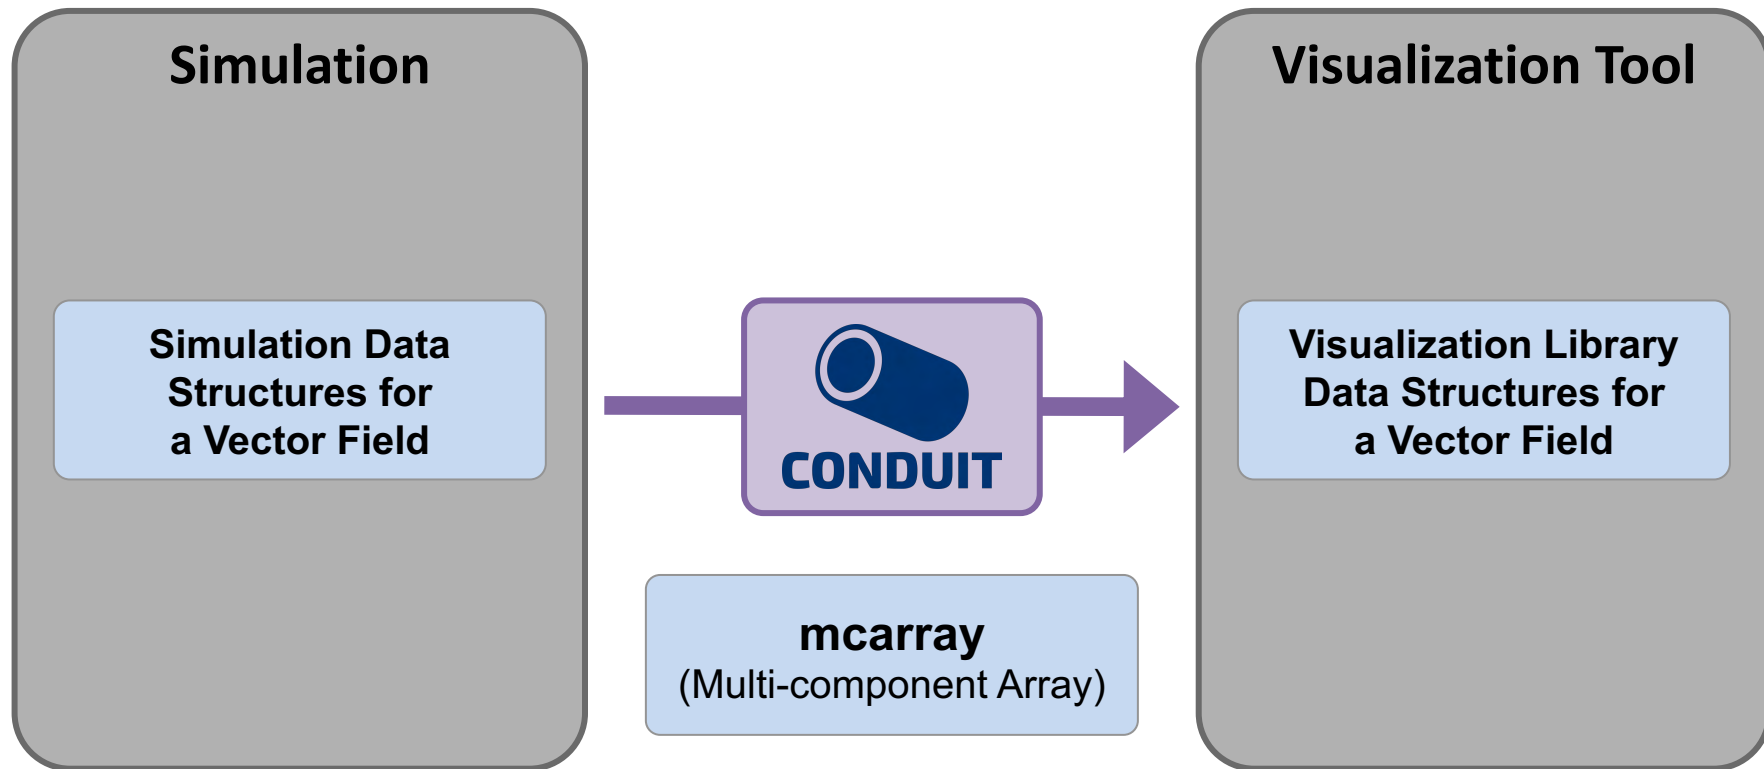 Simulation
Simulation Data
Structures for
a Vector Field
CONDUIT
mcarray
(Multi-component Array)
Visualization Tool
Visualization Library
Data Structures for
a Vector Field